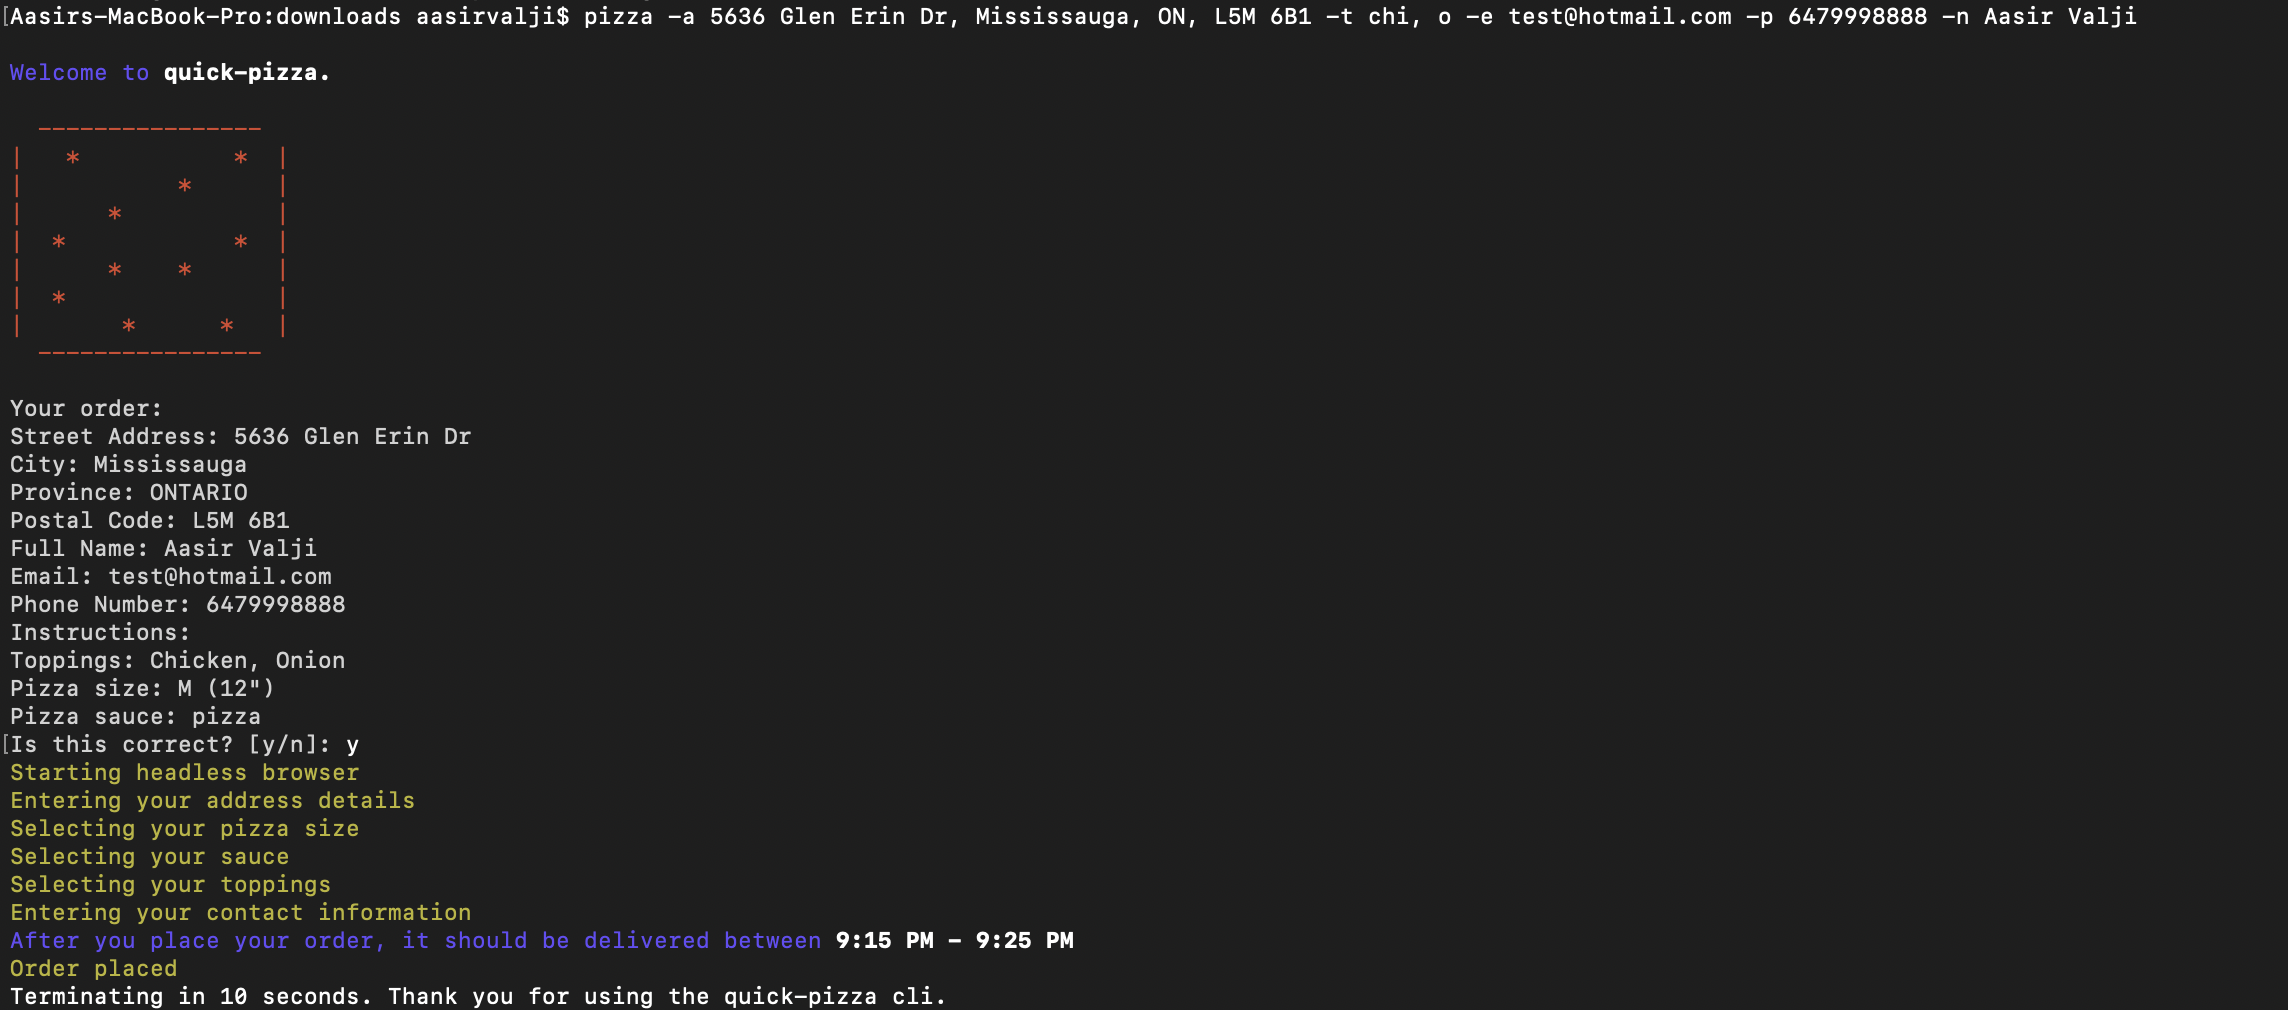 [Aasirs-MacBook-Pro:downloads aasirvalji$ pizza -a 5636 Glen Erin Dr, Mississauga, ON, L5M 6B1 -t chi, o -e test@hotmail.com -p 6479998888 -n Aasir Valji
Welcome to quick-pizza.
  ----------------
|   *           *  |
|           *      |
|      *           |
|  *            *  |
|      *    *      |
|  *               |
|       *      *   |
  ----------------
Your order:
Street Address: 5636 Glen Erin Dr
City: Mississauga
Province: ONTARIO
Postal Code: L5M 6B1
Full Name: Aasir Valji
Email: test@hotmail.com
Phone Number: 6479998888
Instructions:
Toppings: Chicken, Onion
Pizza size: M (12")
Pizza sauce: pizza
[Is this correct? [y/n]: y
Starting headless browser
Entering your address details
Selecting your pizza size
Selecting your sauce
Selecting your toppings
Entering your contact information
After you place your order, it should be delivered between 9:15 PM - 9:25 PM
Order placed
Terminating in 10 seconds. Thank you for using the quick-pizza cli.